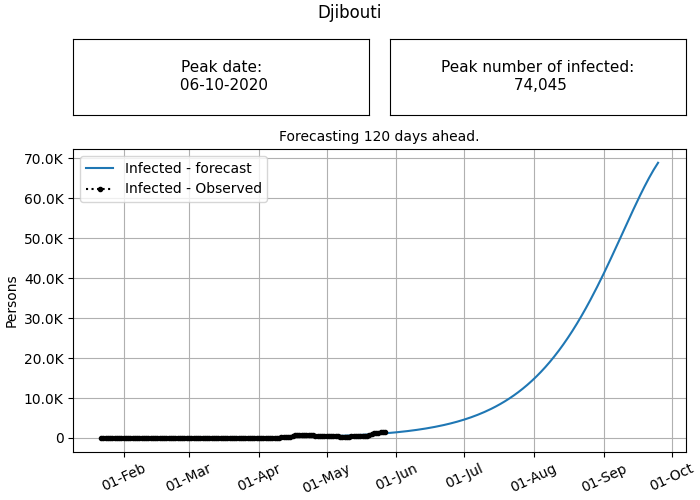 Djibouti
Peak date:
06-10-2020
Peak number of infected:
74,045
Forecasting 120 days ahead.
Infected - forecast
Infected - Observed
Persons
70.0K
60.0K
50.0K
40.0K
30.0K
20.0K
10.0K
0
01-Feb
01-Mar
01-Apr
01-May
01-Jun
01-Jul
01-Aug
01-Sep
01-Oct